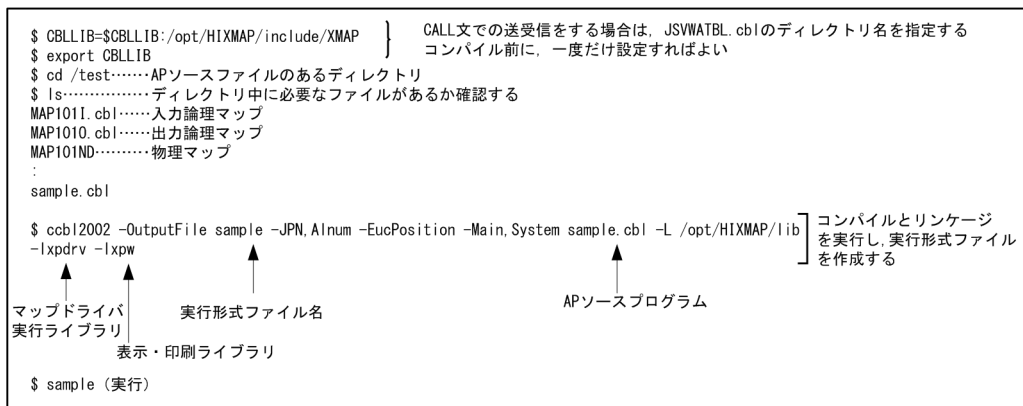 $ CBLLIB=$CBLLIB:/opt/HIXMAP/include/XMAP
$ export CBLLIB
CALL文での送受信をする場合は，JSVWATBL.cblのディレクトリ名を指定する
コンパイル前に，一度だけ設定すればよい
$ cd /test……APソースファイルのあるディレクトリ
$ ls……………ディレクトリ中に必要なファイルがあるか確認する
MAP101I.cbl……入力論理マップ
MAP101O.cbl……出力論理マップ
MAP101ND………物理マップ
:
sample.cbl
$ ccbl2002 -OutputFile sample -JPN,Alnum -EucPosition -Main,System sample.cbl -L /opt/HIXMAP/lib
-lxpdrv -lxpw
コンパイルとリンケージ
を実行し,実行形式ファイル
を作成する
マップドライバ
実行ライブラリ
実行形式ファイル名
APソースプログラム
表示・印刷ライブラリ
$ sample（実行）